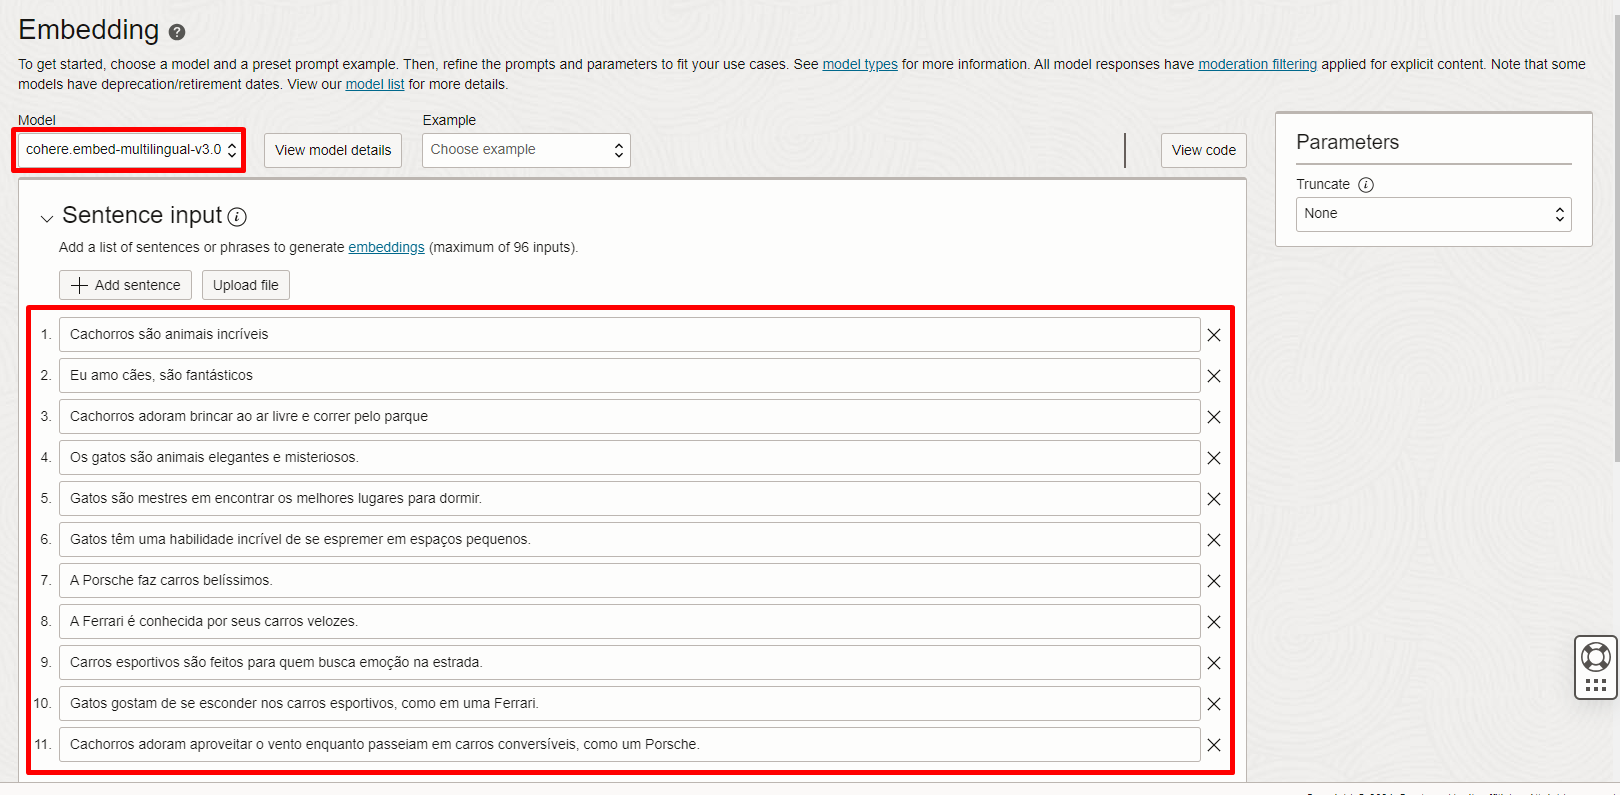 Embedding ?
To get started, choose a model and a preset prompt example. Then, refine the prompts and parameters to fit your use cases. See model types for more information. All model responses have moderation filtering applied for explicit content. Note that some
models have deprecation/retirement dates. View our model list for more details.
Model
Example
cohere.embed-multilingual-v3.0
View model details
Choose example
View code
Parameters
Truncate i
None
Sentence input i
Add a list of sentences or phrases to generate embeddings (maximum of 96 inputs).
Add sentence
Upload file
1. Cachorros são animais incríveis
2. Eu amo cães, são fantásticos
3. Cachorros adoram brincar ao ar livre e correr pelo parque
4. Os gatos são animais elegantes e misteriosos.
5. Gatos são mestres em encontrar os melhores lugares para dormir.
6. Gatos têm uma habilidade incrível de se espremer em espaços pequenos.
7. A Porsche faz carros belíssimos.
8. A Ferrari é conhecida por seus carros velozes.
9. Carros esportivos são feitos para quem busca emoção na estrada.
10. Gatos gostam de se esconder nos carros esportivos, como em uma Ferrari.
11. Cachorros adoram aproveitar o vento enquanto passeiam em carros conversíveis, como um Porsche.